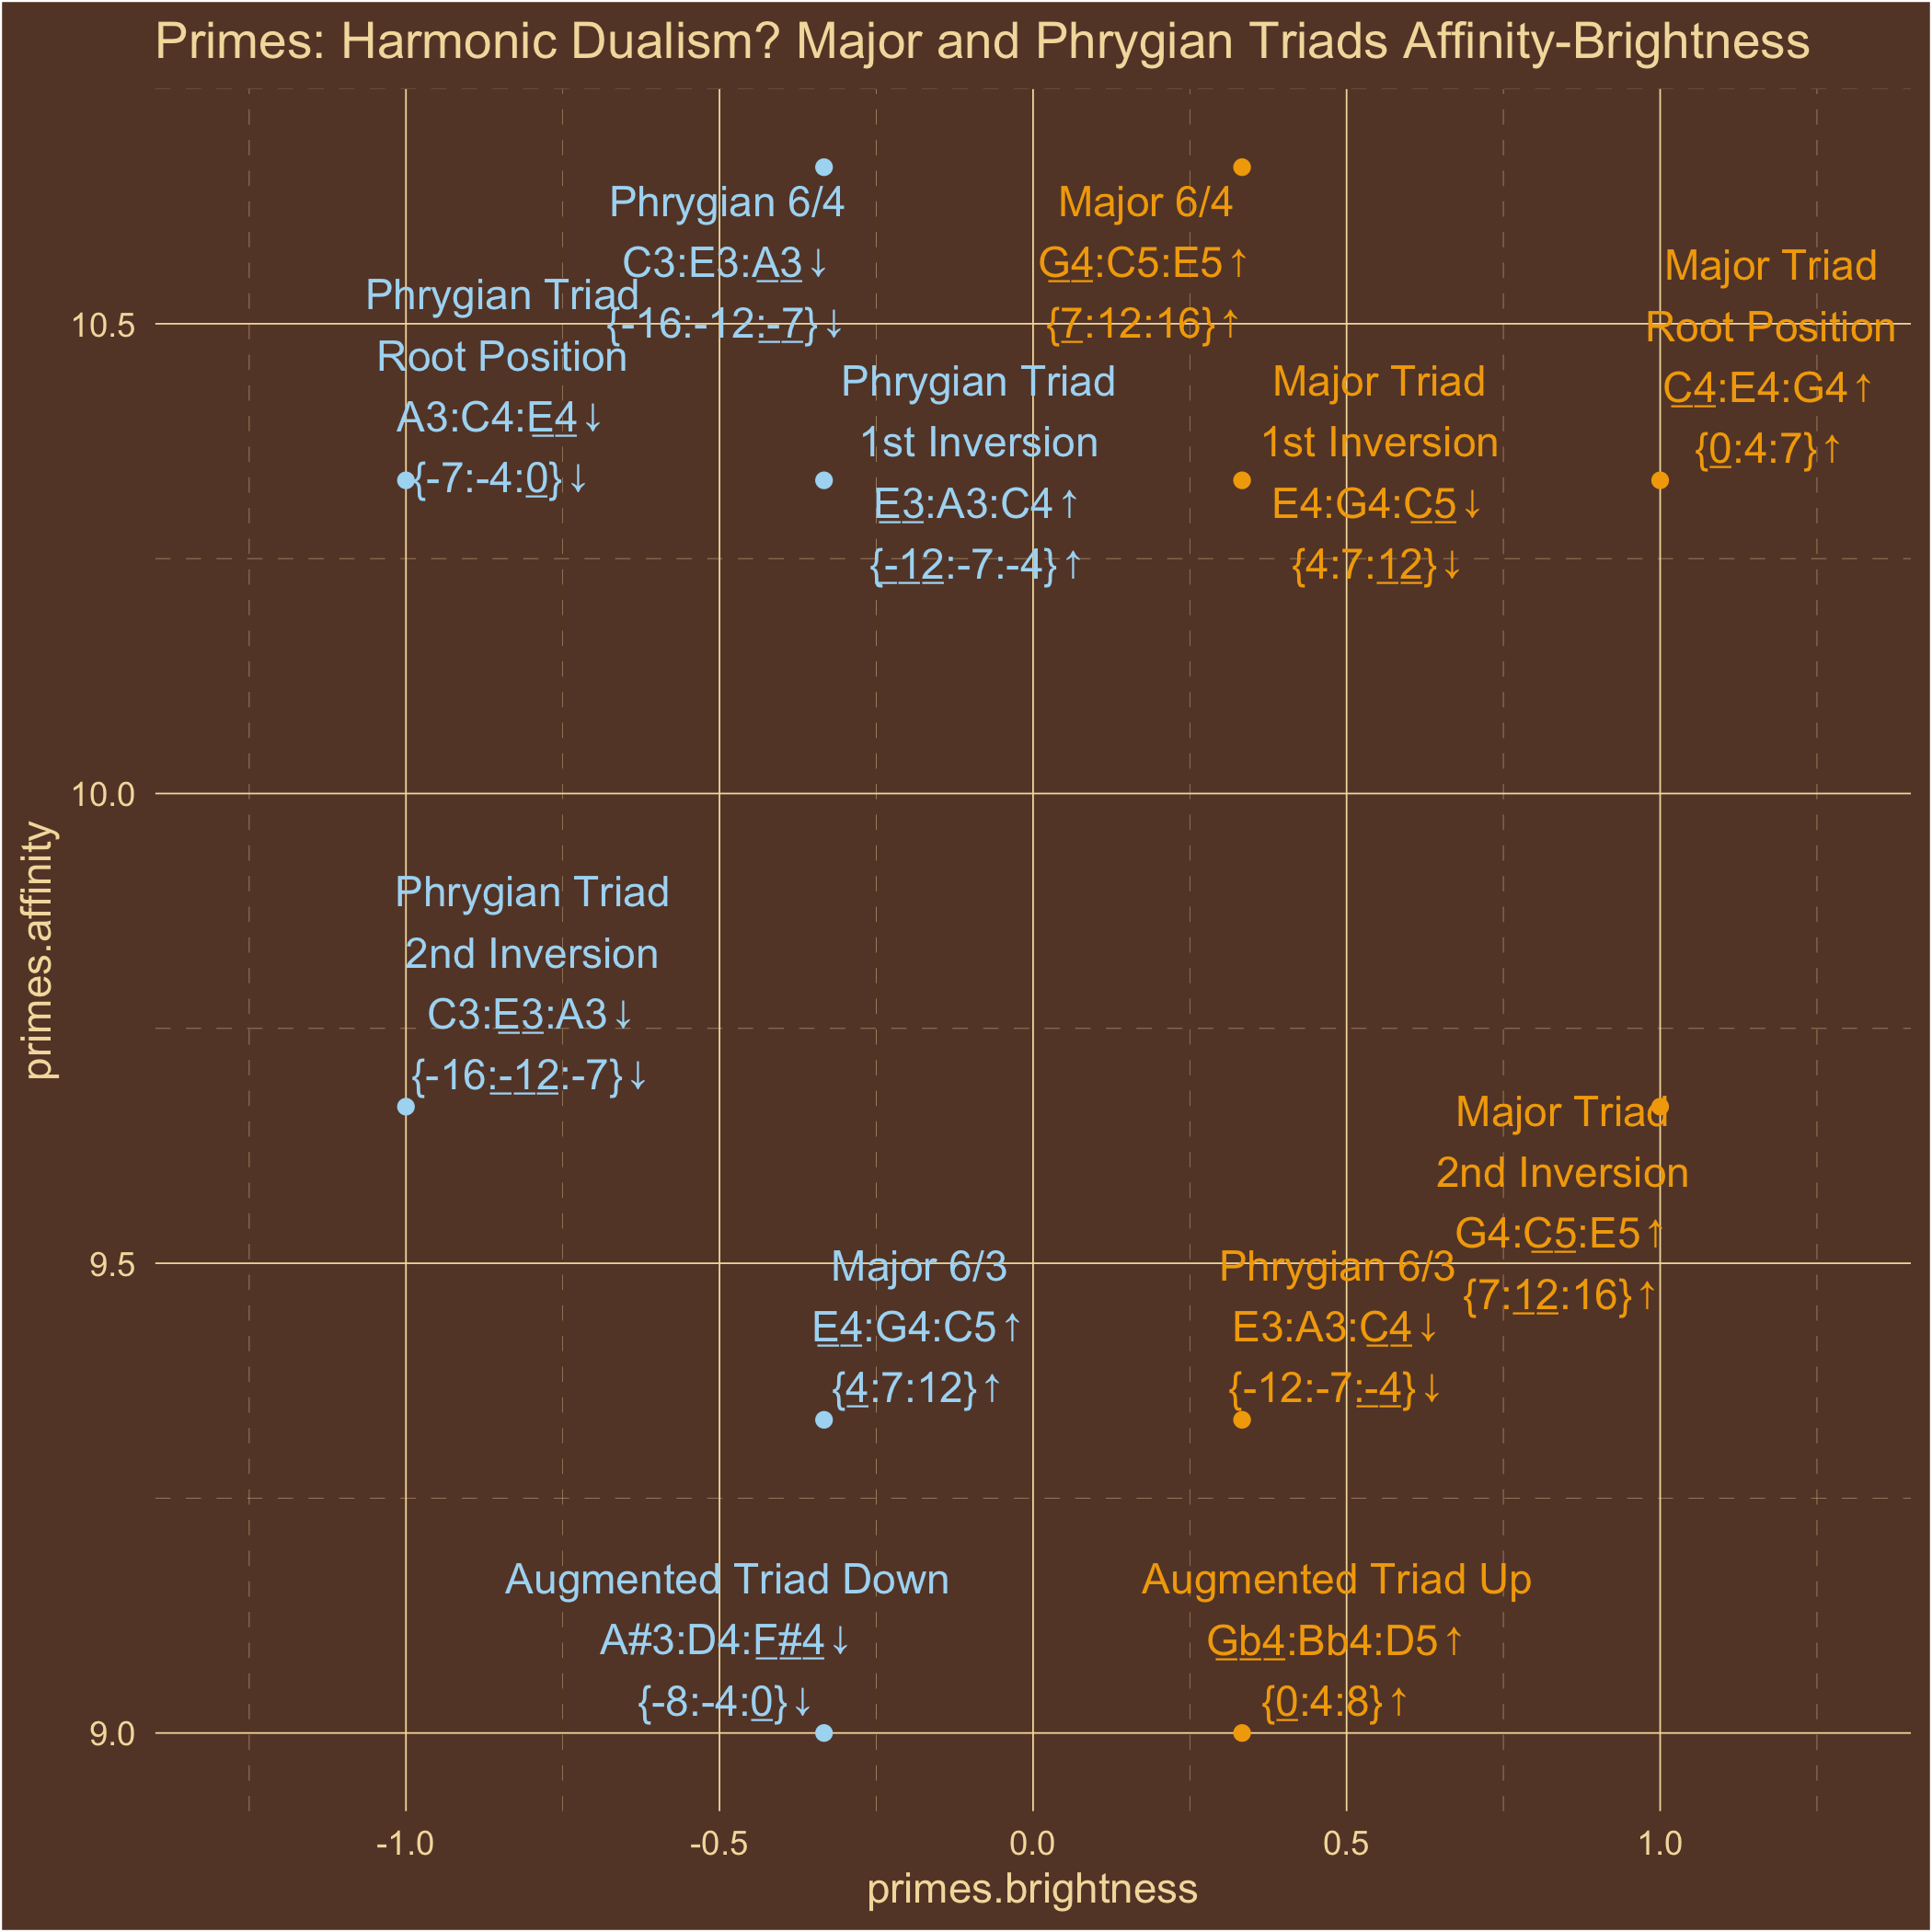 Primes: Harmonic Dualism? Major and Phrygian Triads Affinity-Brightness
Phrygian 6/4
C3:E3:A3↓
{-16:-12:-7}↓
Major 6/4
G4:C5:E5↑
{7:12:16}↑
Phrygian Triad
Root Position
A3:C4:E4↓
{-7:-4:0}↓
Phrygian Triad
1st Inversion
E3:A3:C4↑
{-12:-7:-4}↑
Major Triad
1st Inversion
E4:G4:C5↓
{4:7:12}↓
Major Triad
Root Position
C4:E4:G4↑
{0:4:7}↑
Phrygian Triad
2nd Inversion
C3:E3:A3↓
{-16:-12:-7}↓
Major Triad
2nd Inversion
G4:C5:E5↑
{7:12:16}↑
Major 6/3
E4:G4:C5↑
{4:7:12}↑
Phrygian 6/3
E3:A3:C4↓
{-12:-7:-4}↓
Augmented Triad Down
A#3:D4:F#4↓
{-8:-4:0}↓
Augmented Triad Up
Gb4:Bb4:D5↑
{0:4:8}↑
10.5
10.0
9.5
9.0
primes.affinity
-1.0
-0.5
0.0
0.5
1.0
primes.brightness